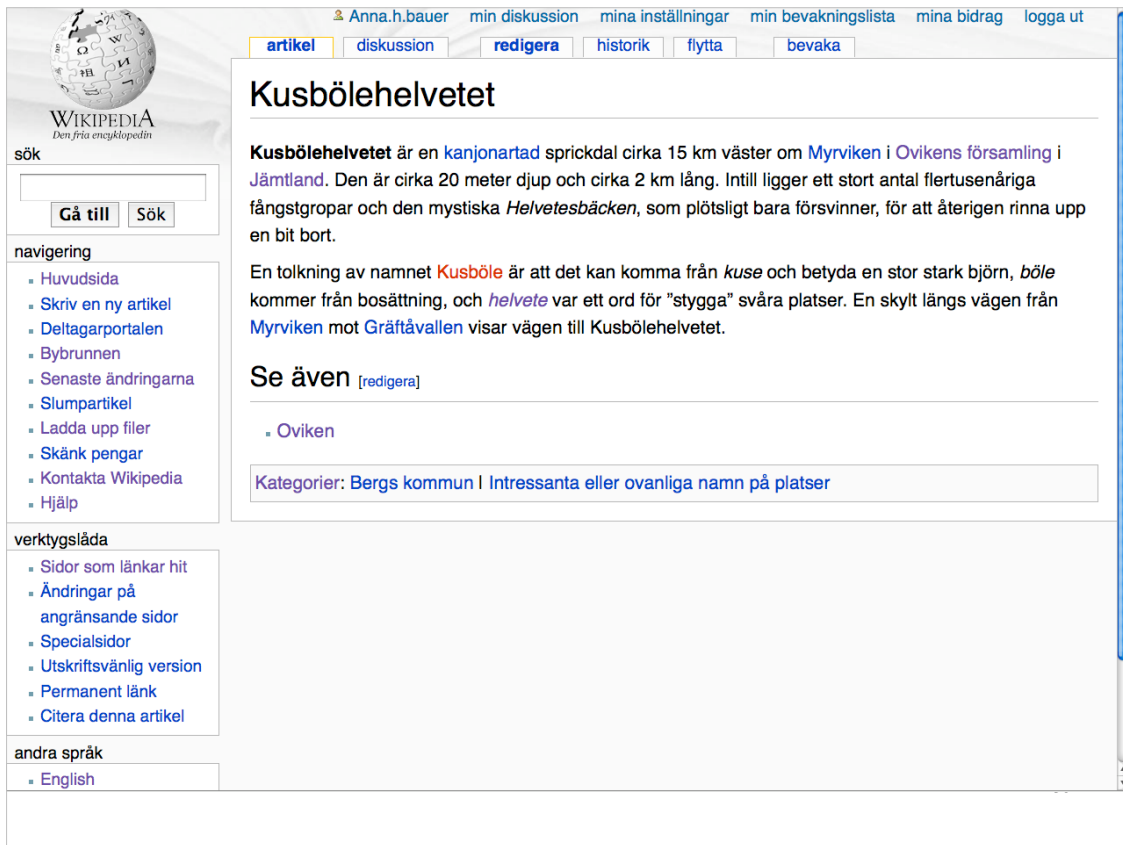 Anna.h.bauer min diskussion mina inställningar min bevakningslista mina bidrag logga ut
artikel diskussion redigera historik flytta bevaka
WIKIPEDIA
Den fria encyklopedin
sök
Gå till Sök
navigering
Huvudsida
Skriv en ny artikel
Deltagarportalen
Bybrunnen
Senaste ändringarna
Slumpartikel
Ladda upp filer
Skänk pengar
Kontakta Wikipedia
Hjälp
verktygslåda
Sidor som länkar hit
Ändringar på
angränsande sidor
Specialsidor
Utskriftsvänlig version
Permanent länk
Citera denna artikel
andra språk
English
Kusbölehelvetet
Kusbölehelvetet är en kanjonartad sprickdal cirka 15 km väster om Myrviken i Ovikens församling i
Jämtland. Den är cirka 20 meter djup och cirka 2 km lång. Intill ligger ett stort antal flertusenåriga
fångstgropar och den mystiska Helvetesbäcken, som plötsligt bara försvinner, för att återigen rinna upp
en bit bort.
En tolkning av namnet Kusböle är att det kan komma från kuse och betyda en stor stark björn, böle
kommer från bosättning, och helvete var ett ord för ”stygga” svåra platser. En skylt längs vägen från
Myrviken mot Gräftåvallen visar vägen till Kusbölehelvetet.
Se även [redigera]
Oviken
Kategorier: Bergs kommun | Intressanta eller ovanliga namn på platser